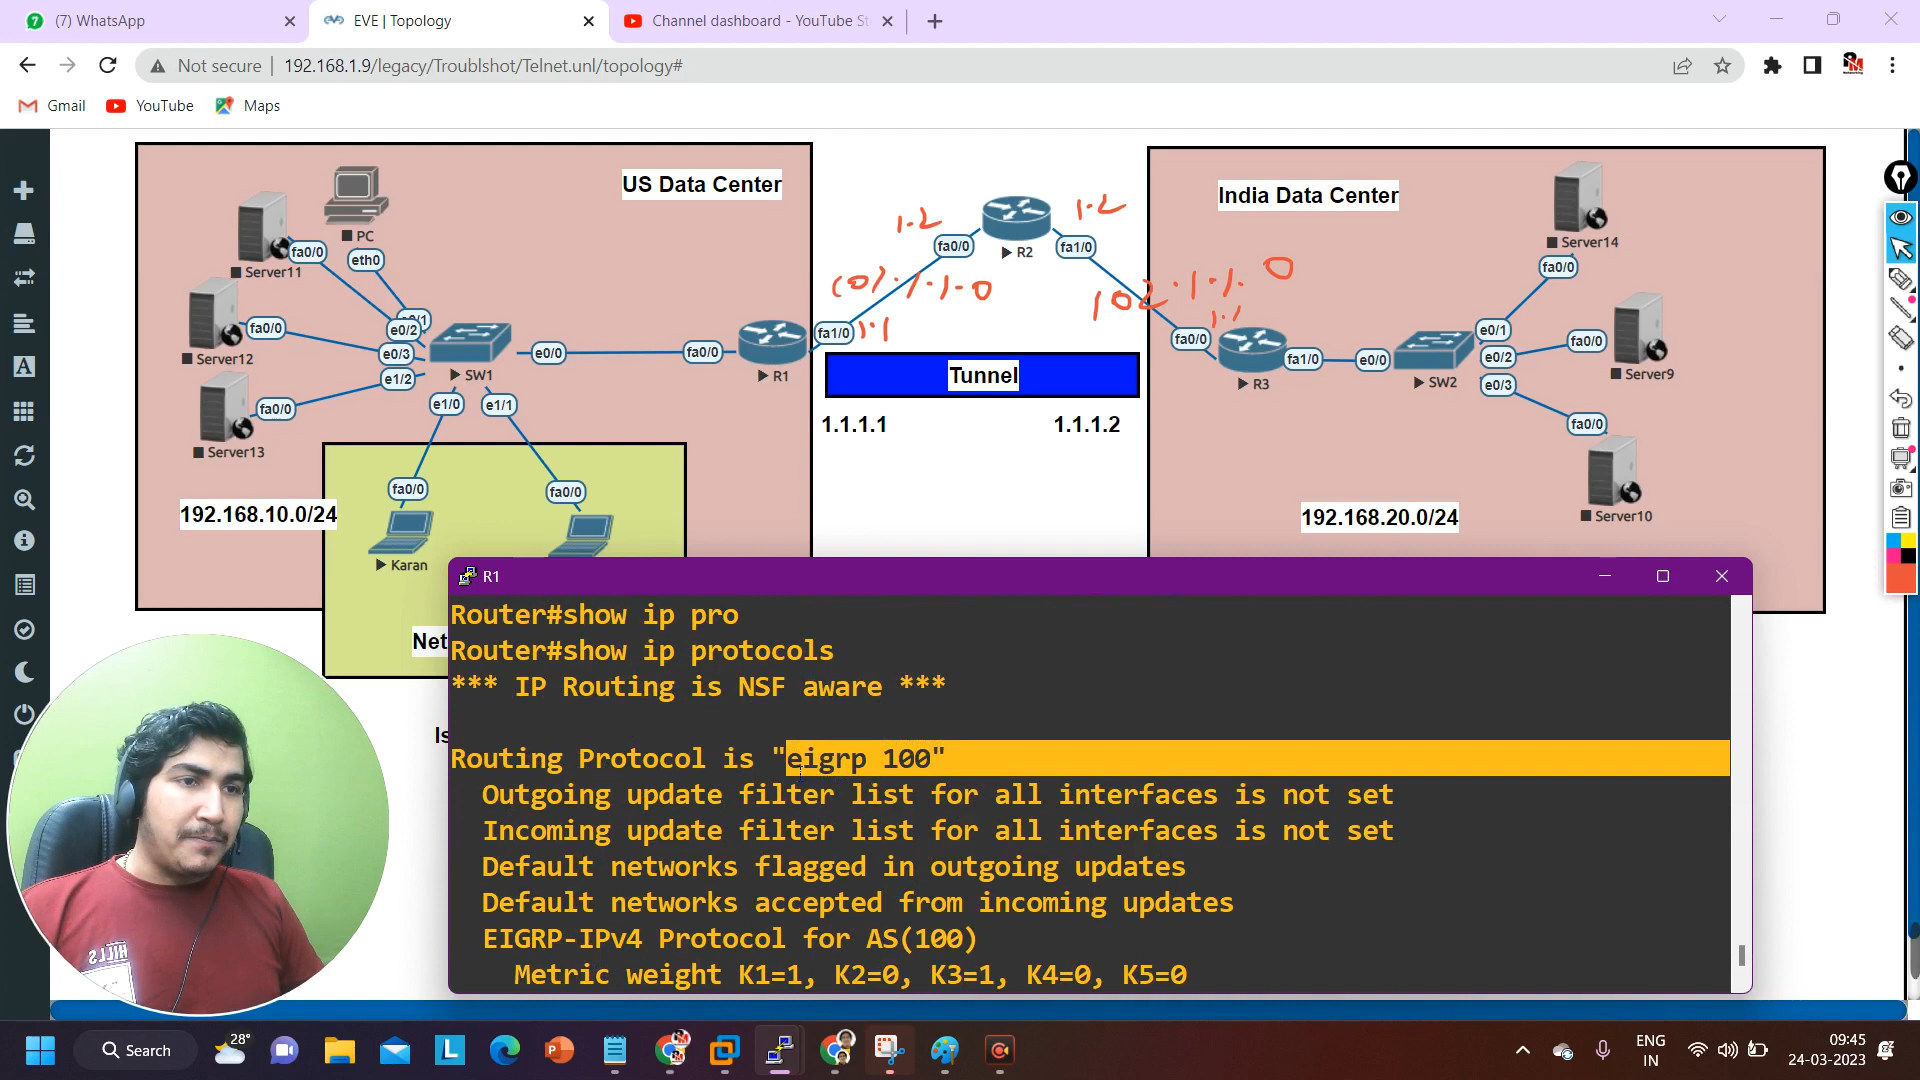 (7) WhatsApp
EVE | Topology
Channel dashboard - YouTube St
Not secure
192.168.1.9/legacy/Troublshot/Telnet.unl/topology#
Gmail
YouTube
Maps
US Data Center
India Data Center
PC
eth0
Server11
fa0/0
Server12
fa0/0
Server13
fa0/0
e0/2
e0/3
e1/2
e1/0
e1/1
SW1
e0/0
fa0/0
R1
fa1/0
1.1
1.2
fa0/0
R2
1.2
fa1/0
101.1.1.0
102.1.1.0
1.1
fa0/0
R3
fa1/0
e0/0
SW2
e0/1
e0/2
e0/3
fa0/0
Server14
fa0/0
Server9
fa0/0
Server10
Tunnel
1.1.1.1
1.1.1.2
192.168.10.0/24
192.168.20.0/24
fa0/0
fa0/0
Karan
Net
Is
R1
Router#show ip pro
Router#show ip protocols
*** IP Routing is NSF aware ***
Routing Protocol is "eigrp 100"
Outgoing update filter list for all interfaces is not set
Incoming update filter list for all interfaces is not set
Default networks flagged in outgoing updates
Default networks accepted from incoming updates
EIGRP-IPv4 Protocol for AS(100)
Metric weight K1=1, K2=0, K3=1, K4=0, K5=0
HILLS
Search
28°
ENG
IN
09:45
24-03-2023